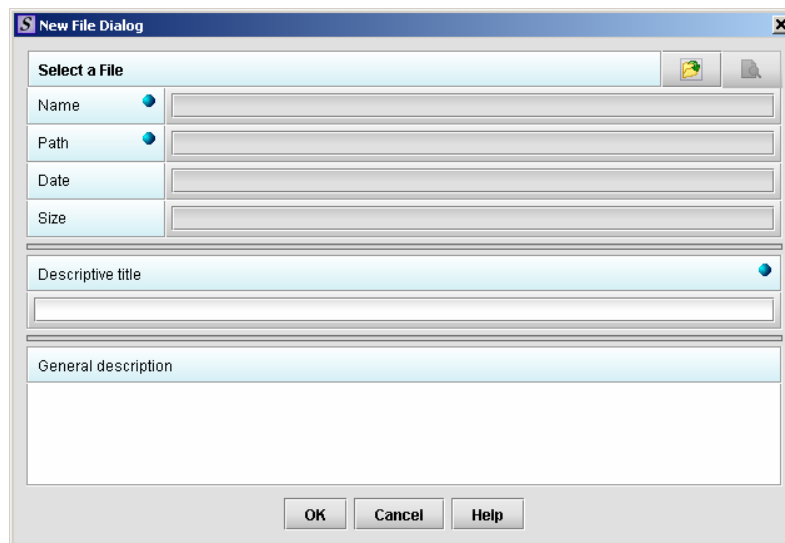 S New File Dialog
Select a File
Name
Path
Date
Size
Descriptive title
General description
OK Cancel Help